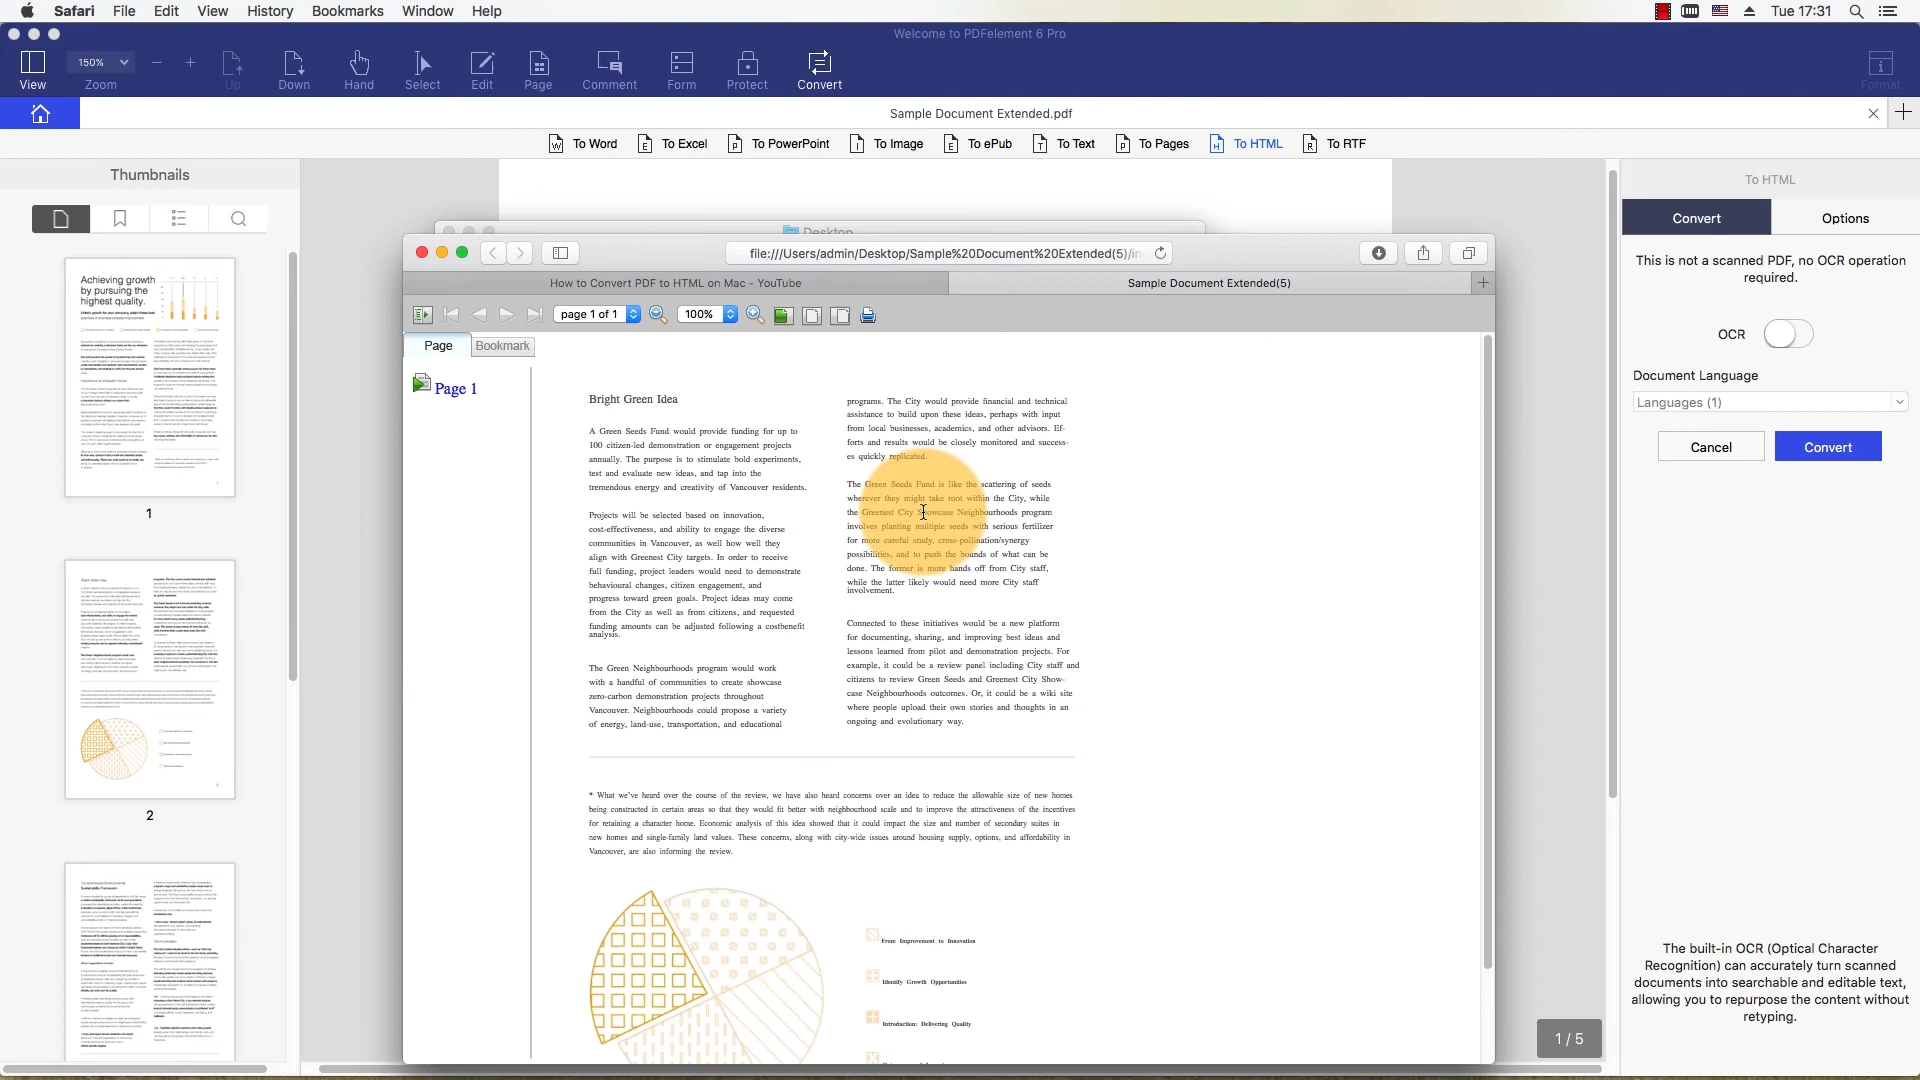 Safari File Edit View History Bookmarks Window Help
Tue 17:31
Welcome to PDFelement 6 Pro
150%
View Zoom Up Down Hand Select Edit Page Comment Form Protect Convert Format
Sample Document Extended.pdf
To Word To Excel To PowerPoint To Image To ePub To Text To Pages To HTML To RTF
Thumbnails
Achieving growth
by pursuing the
highest quality.
1
2
Desktop
file:///Users/admin/Desktop/Sample%20Document%20Extended(5)/in
How to Convert PDF to HTML on Mac - YouTube
Sample Document Extended(5)
page 1 of 1
100%
Page
Bookmark
Page 1
Bright Green Idea
A Green Seeds Fund would provide funding for up to
100 citizen-led demonstration or engagement projects
annually. The purpose is to stimulate bold experiments,
test and evaluate new ideas, and tap into the
tremendous energy and creativity of Vancouver residents.
Projects will be selected based on innovation,
cost-effectiveness, and ability to engage the diverse
communities in Vancouver, as well how well they
align with Greenest City targets. In order to receive
full funding, project leaders would need to demonstrate
behavioural changes, citizen engagement, and
progress toward green goals. Project ideas may come
from the City as well as from citizens, and requested
funding amounts can be adjusted following a costbenefit
analysis.
The Green Neighbourhoods program would work
with a handful of communities to create showcase
zero-carbon demonstration projects throughout
Vancouver. Neighbourhoods could propose a variety
of energy, land-use, transportation, and educational
programs. The City would provide financial and technical
assistance to build upon these ideas, perhaps with input
from local businesses, academics, and other advisors. Ef-
forts and results would be closely monitored and success-
es quickly replicated.
The Green Seeds Fund is like the scattering of seeds
wherever they might take root within the City, while
the Greenest City Showcase Neighbourhoods program
involves planting multiple seeds with serious fertilizer
for more careful study, cross-pollination/synergy
possibilities, and to push the bounds of what can be
done. The former is more hands off from City staff,
while the latter likely would need more City staff
involvement.
Connected to these initiatives would be a new platform
for documenting, sharing, and improving best ideas and
lessons learned from pilot and demonstration projects. For
example, it could be a review panel including City staff and
citizens to review Green Seeds and Greenest City Show-
case Neighbourhoods outcomes. Or, it could be a wiki site
where people upload their own stories and thoughts in an
ongoing and evolutionary way.
* What we've heard over the course of the review, we have also heard concerns over an idea to reduce the allowable size of new homes
being constructed in certain areas so that they would fit better with neighbourhood scale and to improve the attractiveness of the incentives
for retaining a character home. Economic analysis of this idea showed that it could impact the size and number of secondary suites in
new homes and single-family land values. These concerns, along with city-wide issues around housing supply, options, and affordability in
Vancouver, are also informing the review.
From Improvement to Innovation
Identify Growth Opportunities
Introduction: Delivering Quality
To HTML
Convert
Options
This is not a scanned PDF, no OCR operation
required.
OCR
Document Language
Languages (1)
Cancel
Convert
The built-in OCR (Optical Character
Recognition) can accurately turn scanned
documents into searchable and editable text,
allowing you to repurpose the content without
retyping.
1 / 5